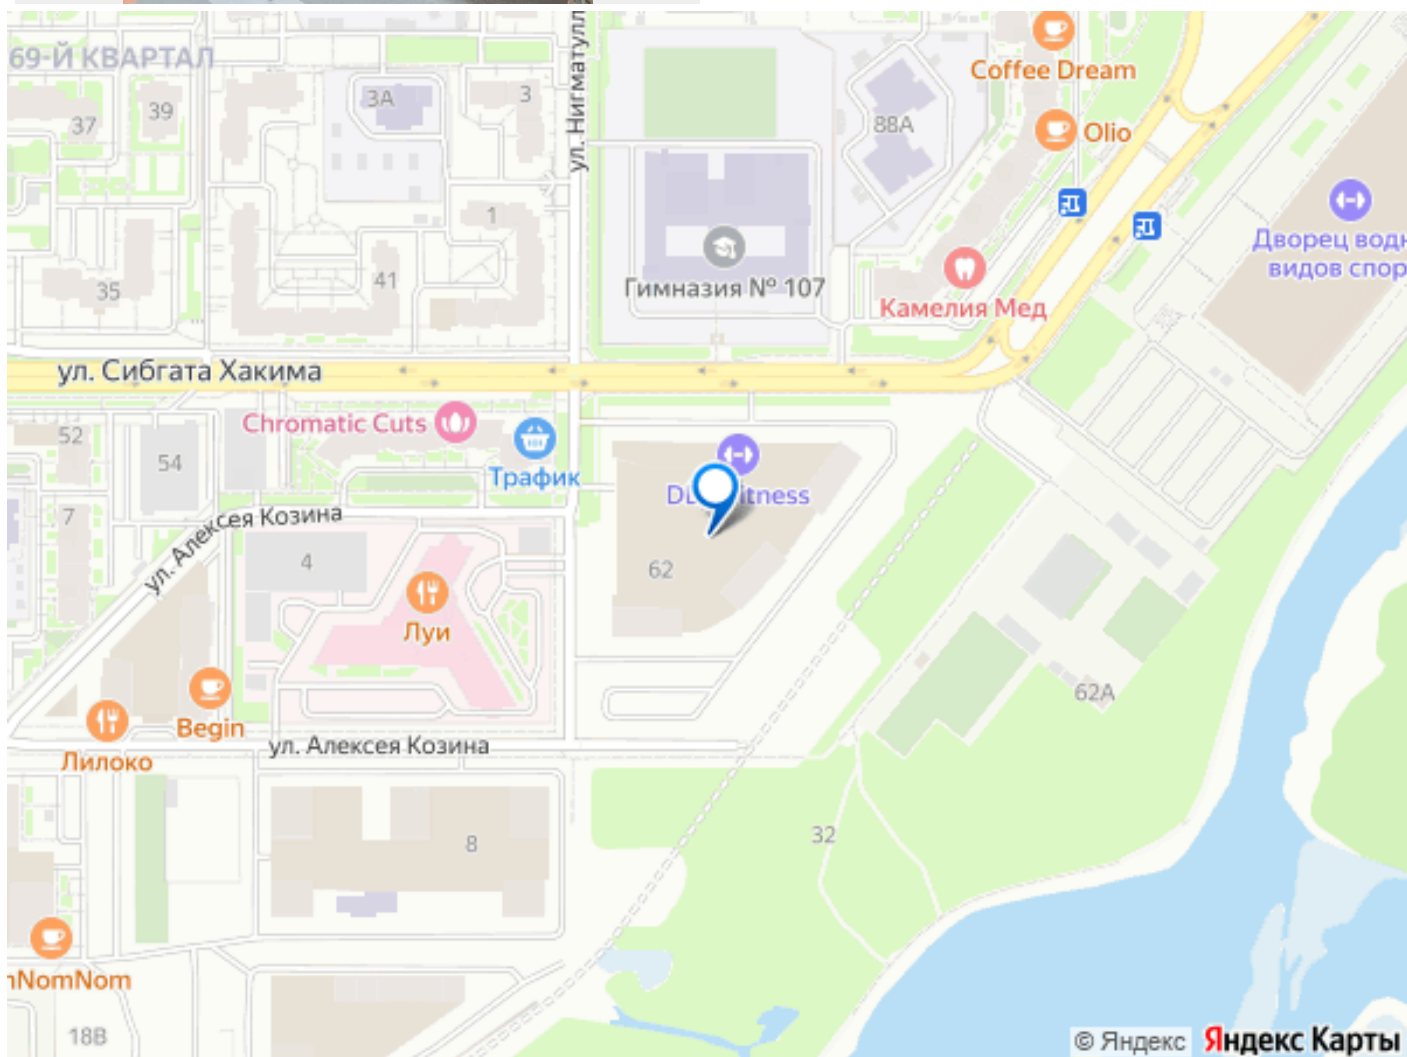 69-Й КВАРТАЛ
37
39
3А
3
ул. Нигматулл
Coffee Dream
Olio
88А
1
41
35
Гимназия № 107
Камелия Мед
Дворец водн
видов спор
ул. Сибгата Хакима
Chromatic Cuts
Трафик
52
54
7
ул. Алексея Козина
4
62
Луи
Begin
Лилоко
ул. Алексея Козина
62А
8
32
nNomNom
18В
© Яндекс
Яндекс Карты